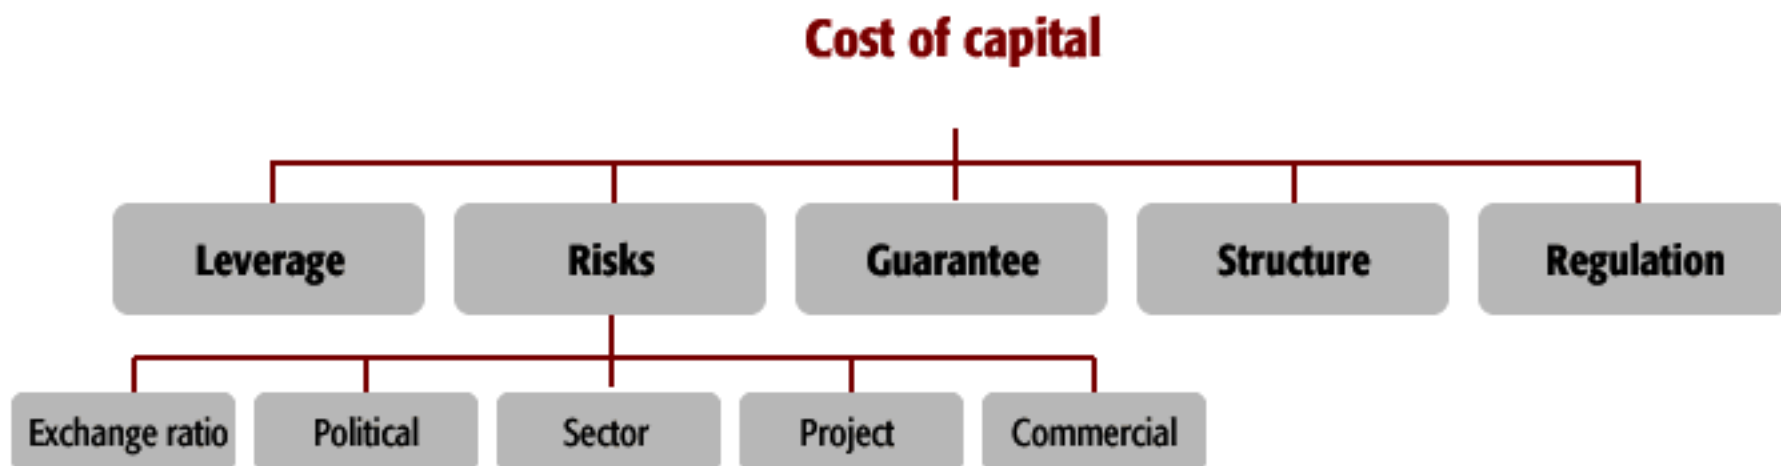 Cost of capital
Leverage
Risks
Guarantee
Structure
Regulation
Exchange ratio
Political
Sector
Project
Commercial